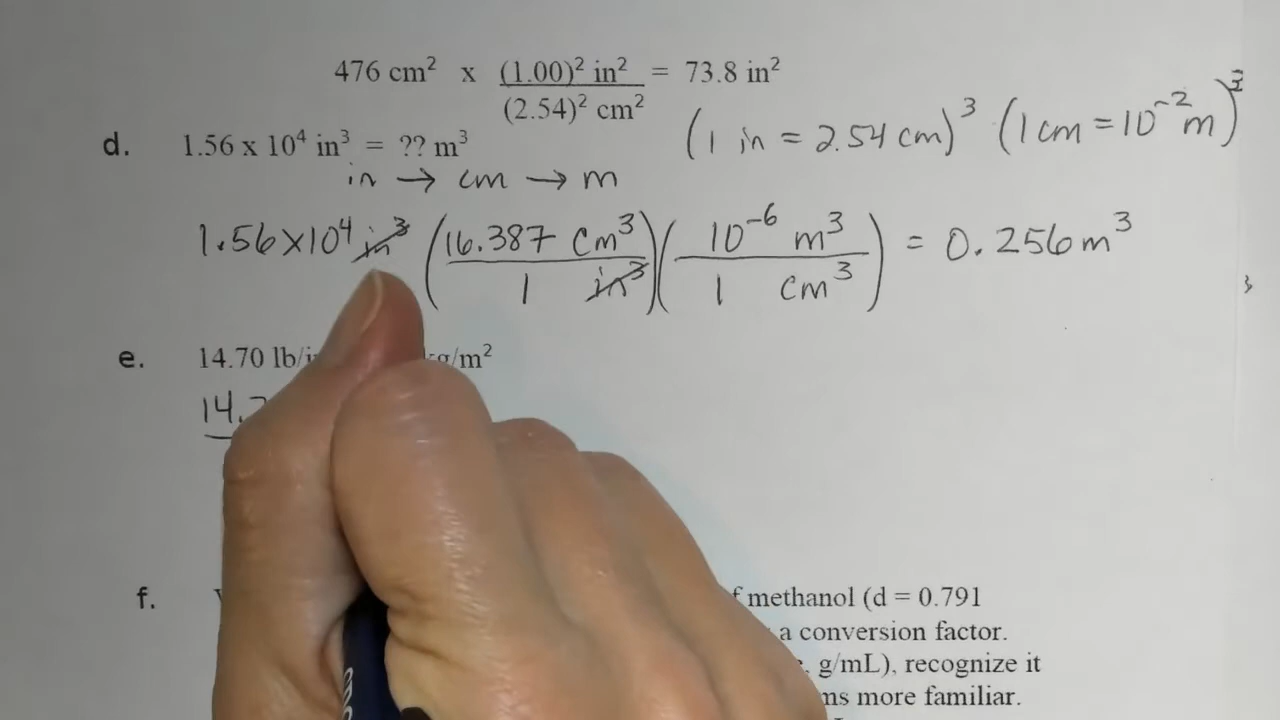 476 cm² x (1.00)² in² = 73.8 in²
(2.54)² cm²
(1 in = 2.54 cm)³ (1 cm = 10⁻² m)³
d. 1.56 x 10⁴ in³ = ?? m³
in → cm → m
1.56 x 10⁴ in³ (16.387 cm³ / 1 in³)(10⁻⁶ m³ / 1 cm³) = 0.256 m³
e. 14.70 /m²
14.
f. methanol (d = 0.791
a conversion factor.
g/mL), recognize it
more familiar.